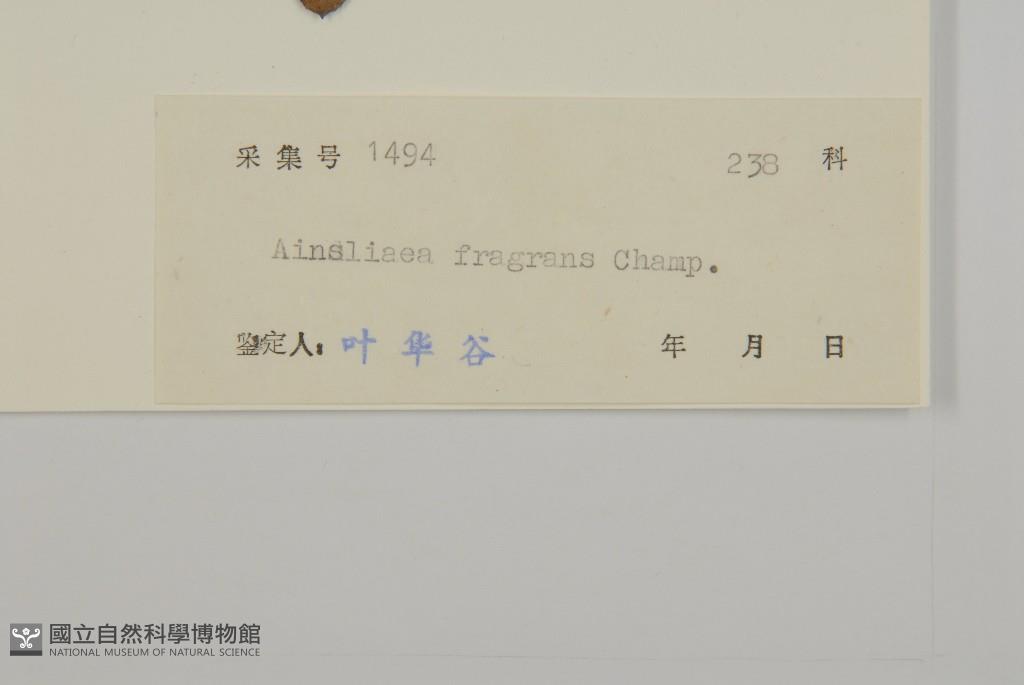 采集号 1494 238 科
Ainsliaea fragrans Champ.
鉴定人: 叶华谷 年 月 日
國立自然科學博物館
NATIONAL MUSEUM OF NATURAL SCIENCE